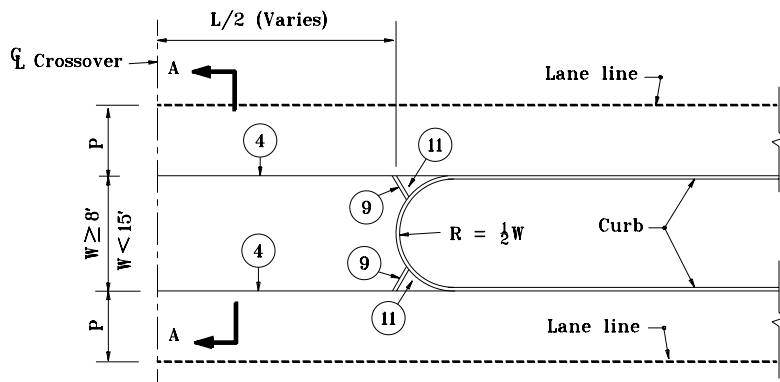 L/2 (Varies)
℄ Crossover
A
Lane line
P
4
11
9
W≥8'
W<15'
R = ½W
Curb
9
4
11
P
A
Lane line